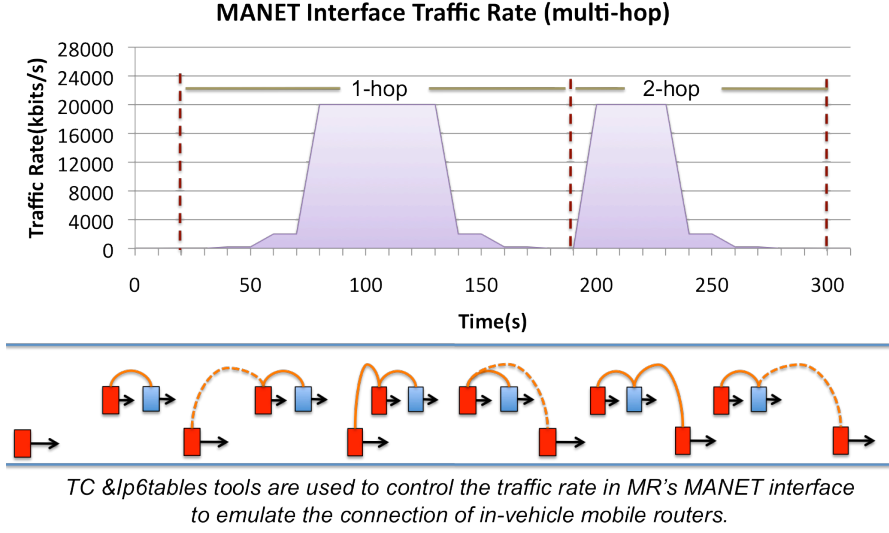 MANET Interface Traffic Rate (multi-hop)
28000
24000
20000
16000
12000
8000
4000
0
Traffic Rate(kbits/s)
1-hop
2-hop
0
50
100
150
200
250
300
Time(s)
TC &Ip6tables tools are used to control the traffic rate in MR's MANET interface
to emulate the connection of in-vehicle mobile routers.